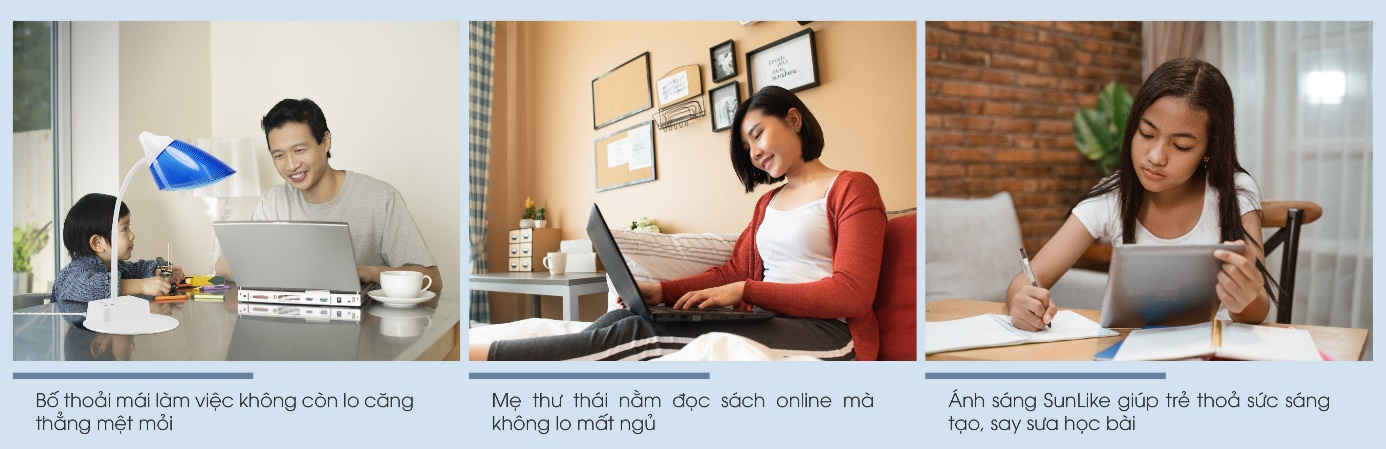 Bố thoải mái làm việc không còn lo căng
thẳng mệt mỏi
Mẹ thư thái nằm đọc sách online mà
không lo mất ngủ
Ánh sáng SunLike giúp trẻ thoả sức sáng
tạo, say sưa học bài